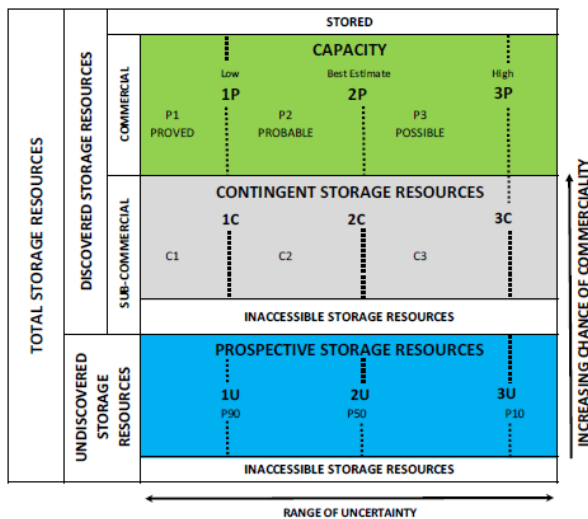 STORED
TOTAL STORAGE RESOURCES
DISCOVERED STORAGE RESOURCES
COMMERCIAL
CAPACITY
Low Best Estimate High
1P 2P 3P
P1 P2 P3
PROVED PROBABLE POSSIBLE
SUB-COMMERCIAL
CONTINGENT STORAGE RESOURCES
1C 2C 3C
C1 C2 C3
INACCESSIBLE STORAGE RESOURCES
UNDISCOVERED
STORAGE
RESOURCES
PROSPECTIVE STORAGE RESOURCES
1U 2U 3U
P90 P50 P10
INACCESSIBLE STORAGE RESOURCES
INCREASING CHANCE OF COMMERCIALITY
RANGE OF UNCERTAINTY